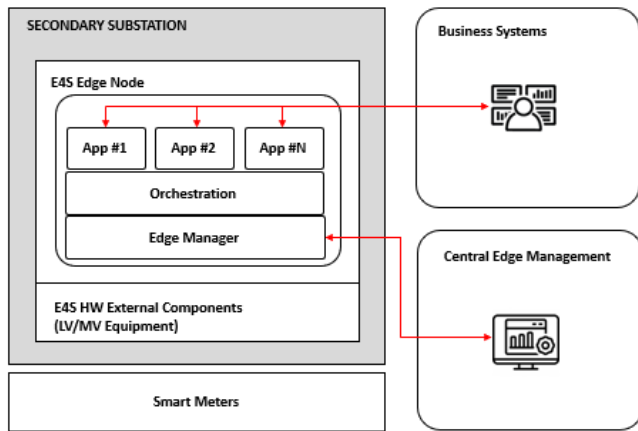 SECONDARY SUBSTATION
E4S Edge Node
App #1
App #2
App #N
Orchestration
Edge Manager
E4S HW External Components
(LV/MV Equipment)
Smart Meters
Business Systems
Central Edge Management